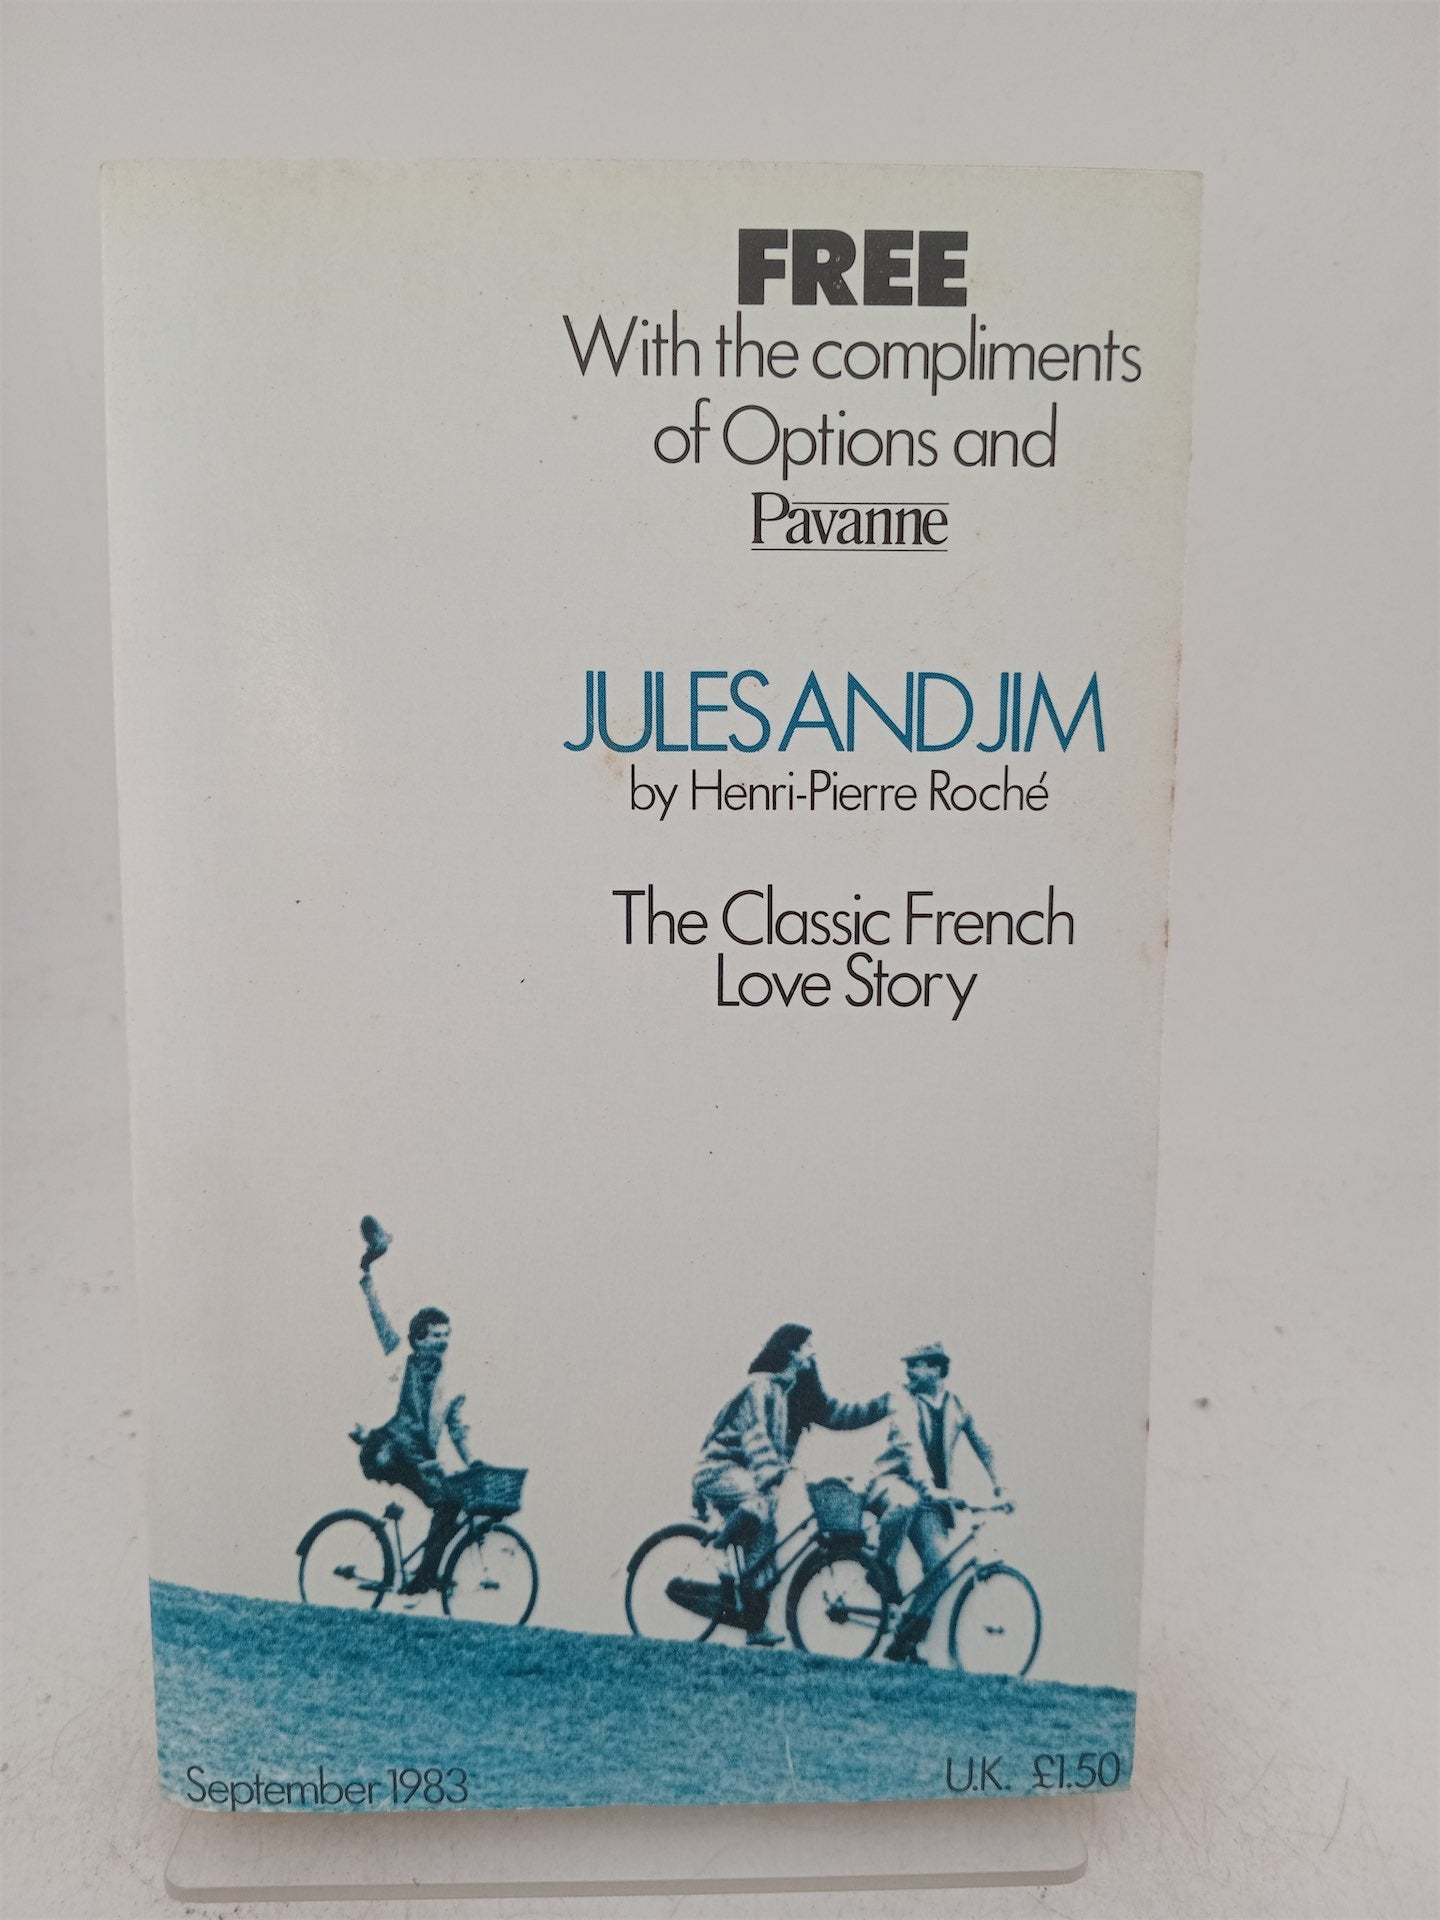 FREE
With the compliments
of Options and
Pavanne
JULES AND JIM
by Henri-Pierre Roché
The Classic French
Love Story
September 1983
U.K. £1.50